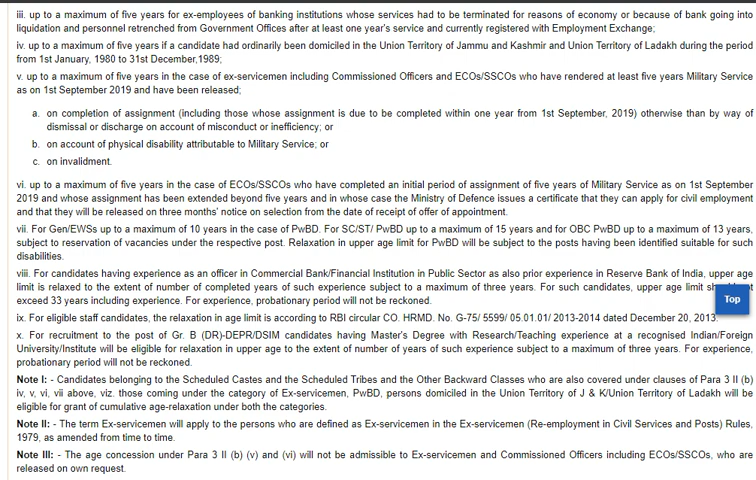 iii. up to a maximum of five years for ex-employees of banking institutions whose services had to be terminated for reasons of economy or because of bank going into
liquidation and personnel retrenched from Government Offices after at least one year's service and currently registered with Employment Exchange;
iv. up to a maximum of five years if a candidate had ordinarily been domiciled in the Union Territory of Jammu and Kashmir and Union Territory of Ladakh during the period
from 1st January, 1980 to 31st December,1989;
v. up to a maximum of five years in the case of ex-servicemen including Commissioned Officers and ECOs/SSCOs who have rendered at least five years Military Service
as on 1st September 2019 and have been released;
a. on completion of assignment (including those whose assignment is due to be completed within one year from 1st September, 2019) otherwise than by way of
dismissal or discharge on account of misconduct or inefficiency; or
b. on account of physical disability attributable to Military Service; or
c. on invalidment.
vi. up to a maximum of five years in the case of ECOs/SSCOs who have completed an initial period of assignment of five years of Military Service as on 1st September
2019 and whose assignment has been extended beyond five years and in whose case the Ministry of Defence issues a certificate that they can apply for civil employment
and that they will be released on three months' notice on selection from the date of receipt of offer of appointment.
vii. For Gen/EWSs up to a maximum of 10 years in the case of PwBD. For SC/ST/ PwBD up to a maximum of 15 years and for OBC PwBD up to a maximum of 13 years,
subject to reservation of vacancies under the respective post. Relaxation in upper age limit for PwBD will be subject to the posts having been identified suitable for such
disabilities.
viii. For candidates having experience as an officer in Commercial Bank/Financial Institution in Public Sector as also prior experience in Reserve Bank of India, upper age
limit is relaxed to the extent of number of completed years of such experience subject to a maximum of three years. For such candidates, upper age limit
exceed 33 years including experience. For experience, probationary period will not be reckoned.
Top
ix. For eligible staff candidates, the relaxation in age limit is according to RBI circular CO. HRMD. No. G-75/ 5599/ 05.01.01/ 2013-2014 dated December 20, 2013.
x. For recruitment to the post of Gr. B (DR)-DEPR/DSIM candidates having Master's Degree with Research/Teaching experience at a recognised Indian/Foreign
University/Institute will be eligible for relaxation in upper age to the extent of number of years of such experience subject to a maximum of three years. For experience,
probationary period will not be reckoned.
Note I: - Candidates belonging to the Scheduled Castes and the Scheduled Tribes and the Other Backward Classes who are also covered under clauses of Para 3 II (b)
iv, v, vi, vii above, viz. those coming under the category of Ex-servicemen, PwBD, persons domiciled in the Union Territory of J & K/Union Territory of Ladakh will be
eligible for grant of cumulative age-relaxation under both the categories.
Note II: - The term Ex-servicemen will apply to the persons who are defined as Ex-servicemen in the Ex-servicemen (Re-employment in Civil Services and Posts) Rules,
1979, as amended from time to time.
Note III: - The age concession under Para 3 II (b) (v) and (vi) will not be admissible to Ex-servicemen and Commissioned Officers including ECOs/SSCOs, who are
released on own request.